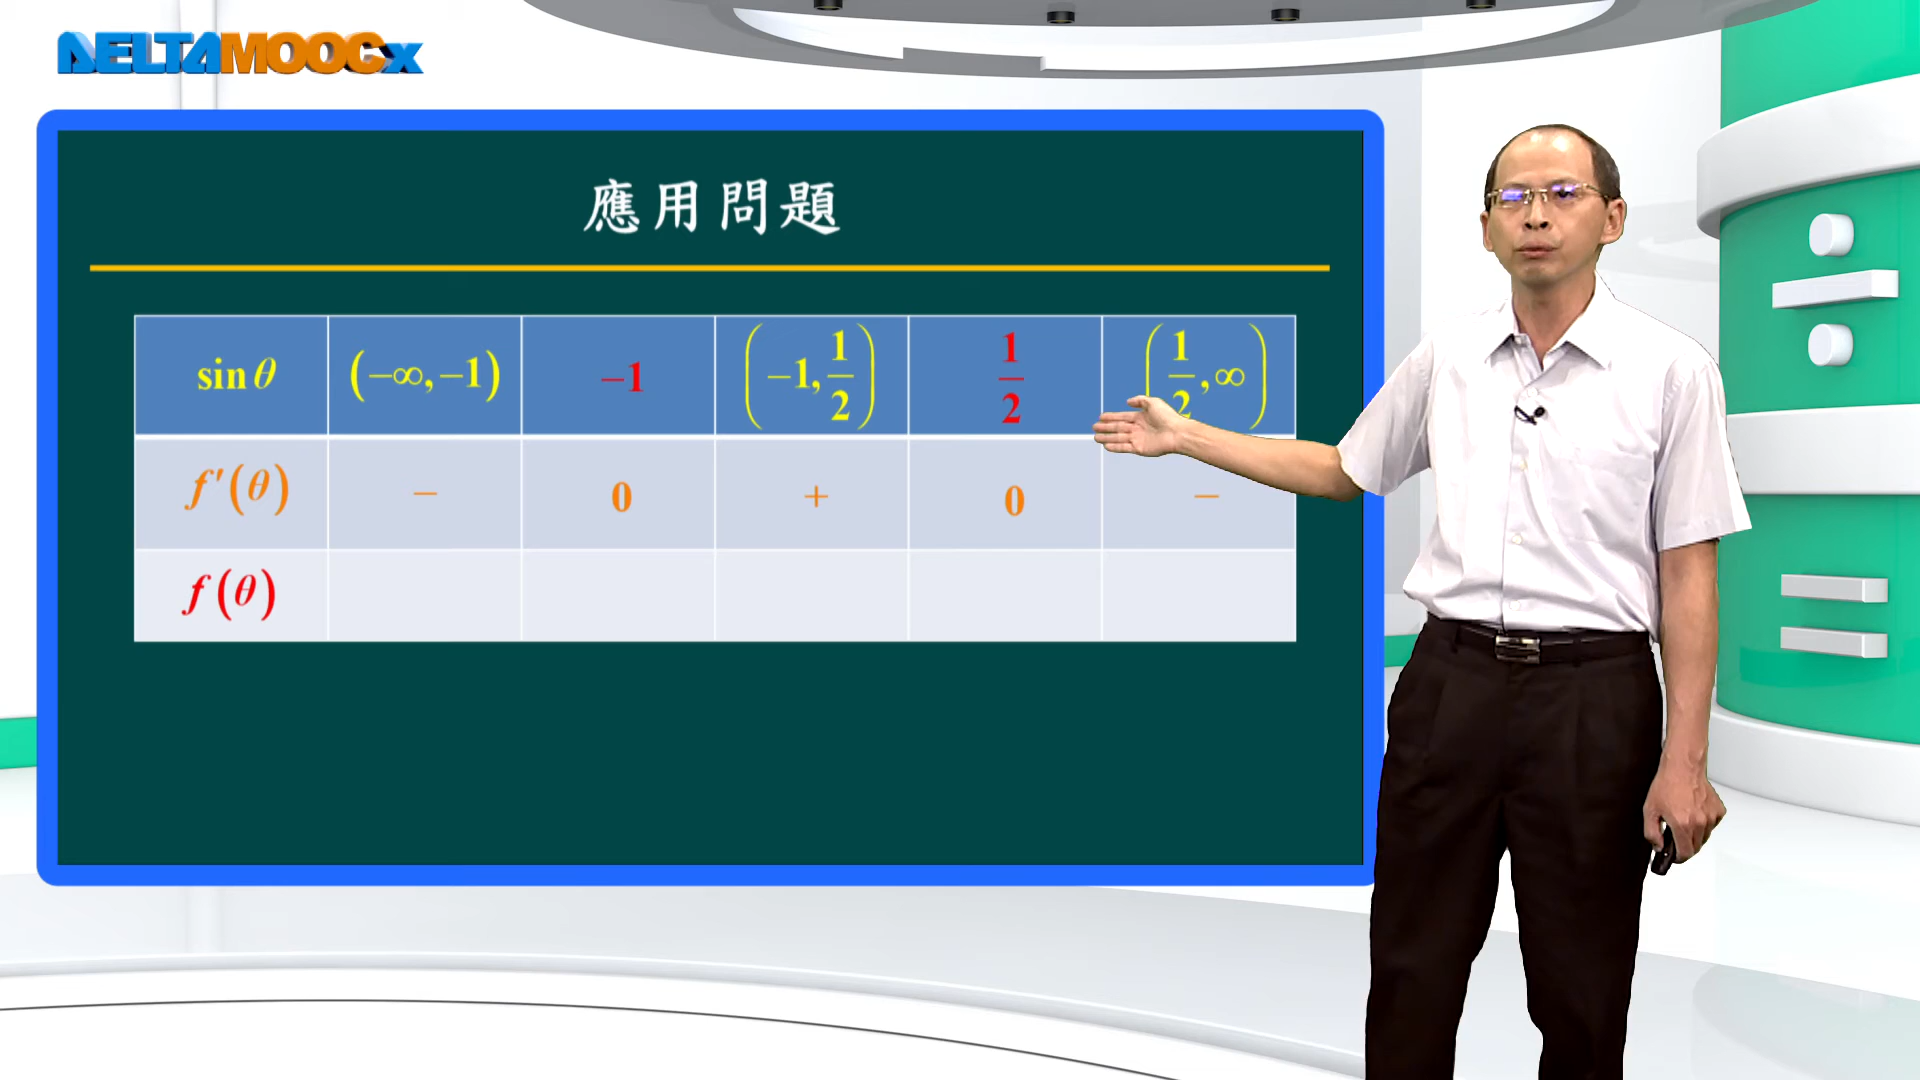 DELTAMOOCx
應用問題
sin θ (−∞, −1) −1 (−1, 1/2) 1/2 (1/2, ∞)
f′(θ) − 0 + 0 −
f(θ)